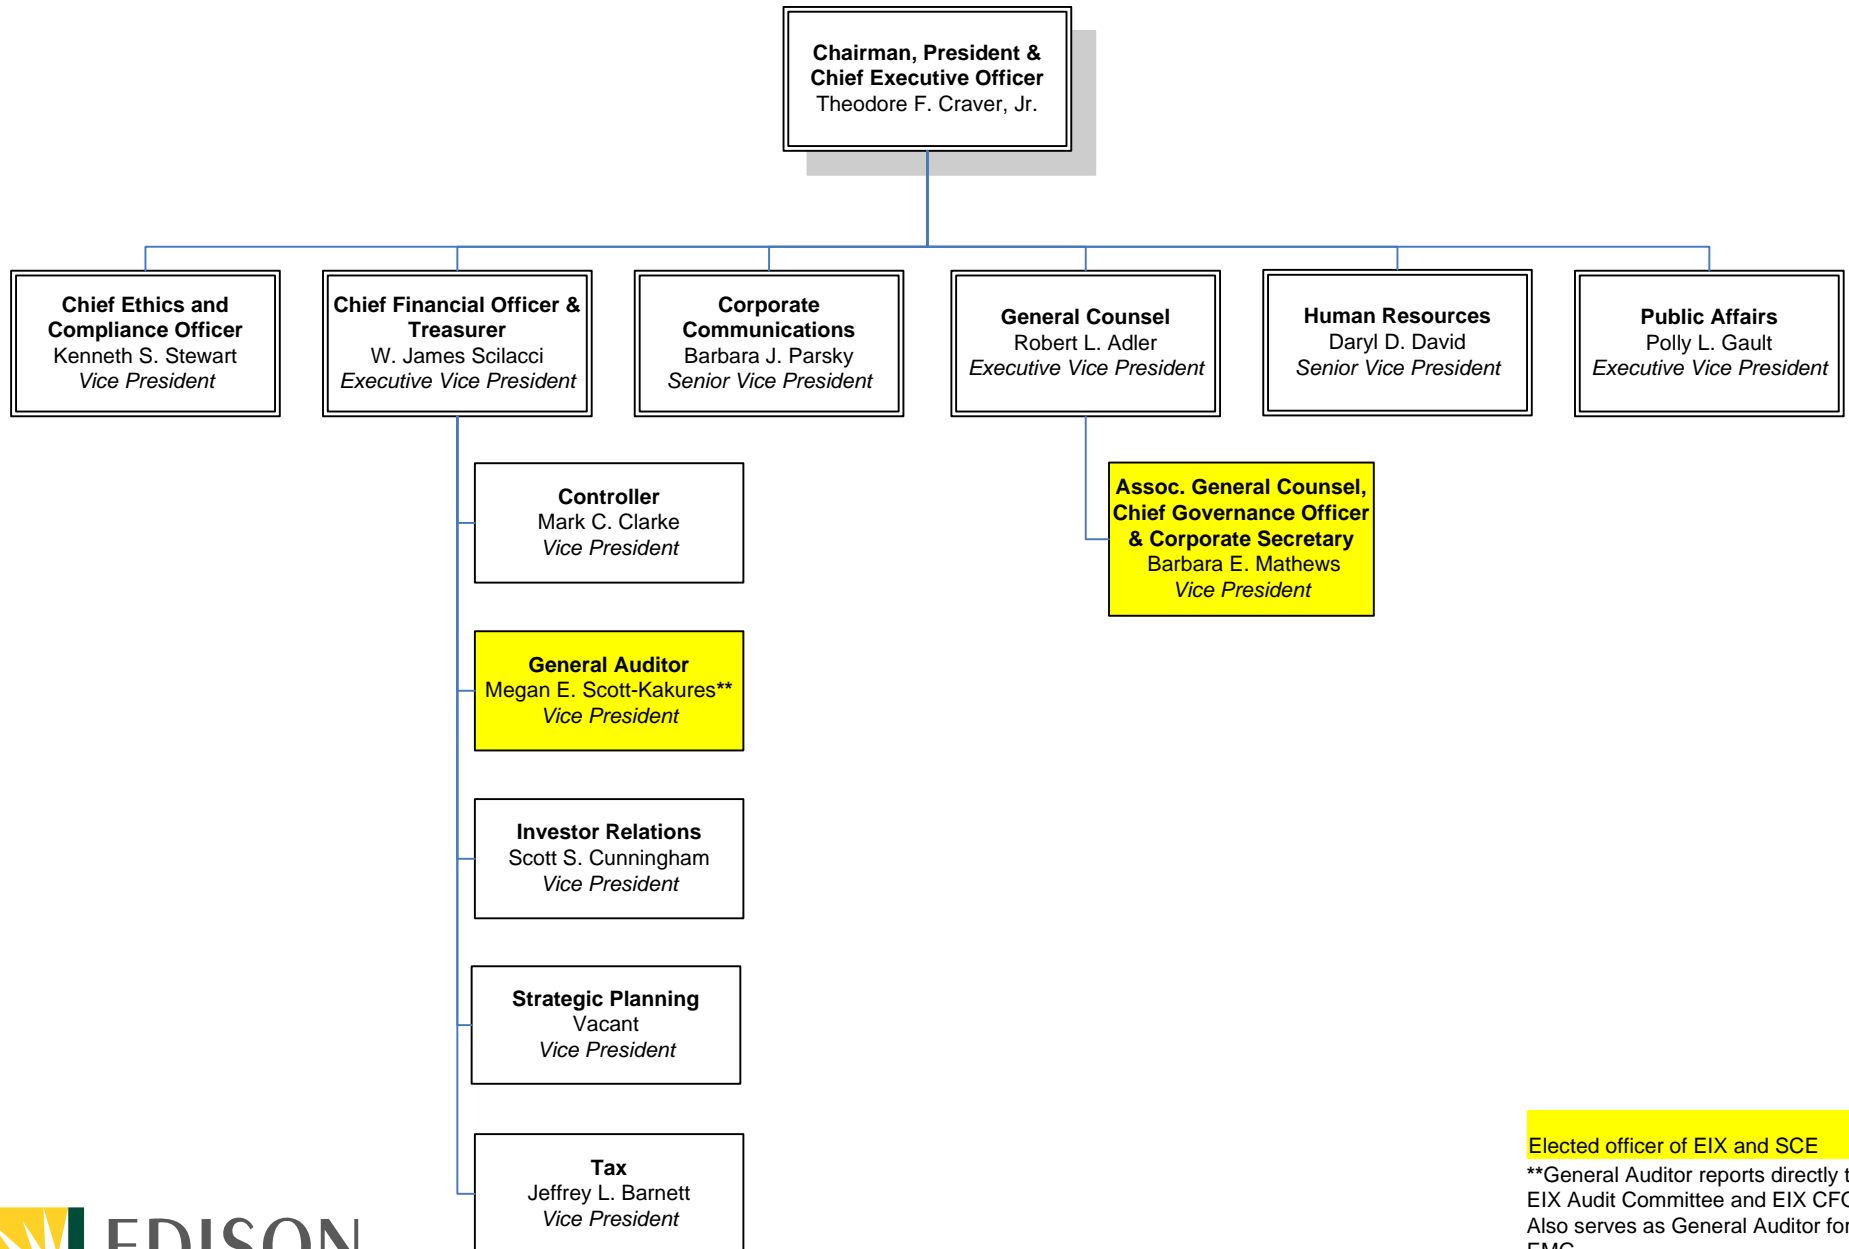 Chairman, President &
Chief Executive Officer
Theodore F. Craver, Jr.
Chief Ethics and
Compliance Officer
Kenneth S. Stewart
Vice President
Chief Financial Officer &
Treasurer
W. James Scilacci
Executive Vice President
Corporate
Communications
Barbara J. Parsky
Senior Vice President
General Counsel
Robert L. Adler
Executive Vice President
Human Resources
Daryl D. David
Senior Vice President
Public Affairs
Polly L. Gault
Executive Vice President
Controller
Mark C. Clarke
Vice President
Assoc. General Counsel,
Chief Governance Officer
& Corporate Secretary
Barbara E. Mathews
Vice President
General Auditor
Megan E. Scott-Kakures**
Vice President
Investor Relations
Scott S. Cunningham
Vice President
Strategic Planning
Vacant
Vice President
Tax
Jeffrey L. Barnett
Vice President
EDISON
Elected officer of EIX and SCE
**General Auditor reports directly
EIX Audit Committee and EIX CFO
Also serves as General Auditor for
EMG